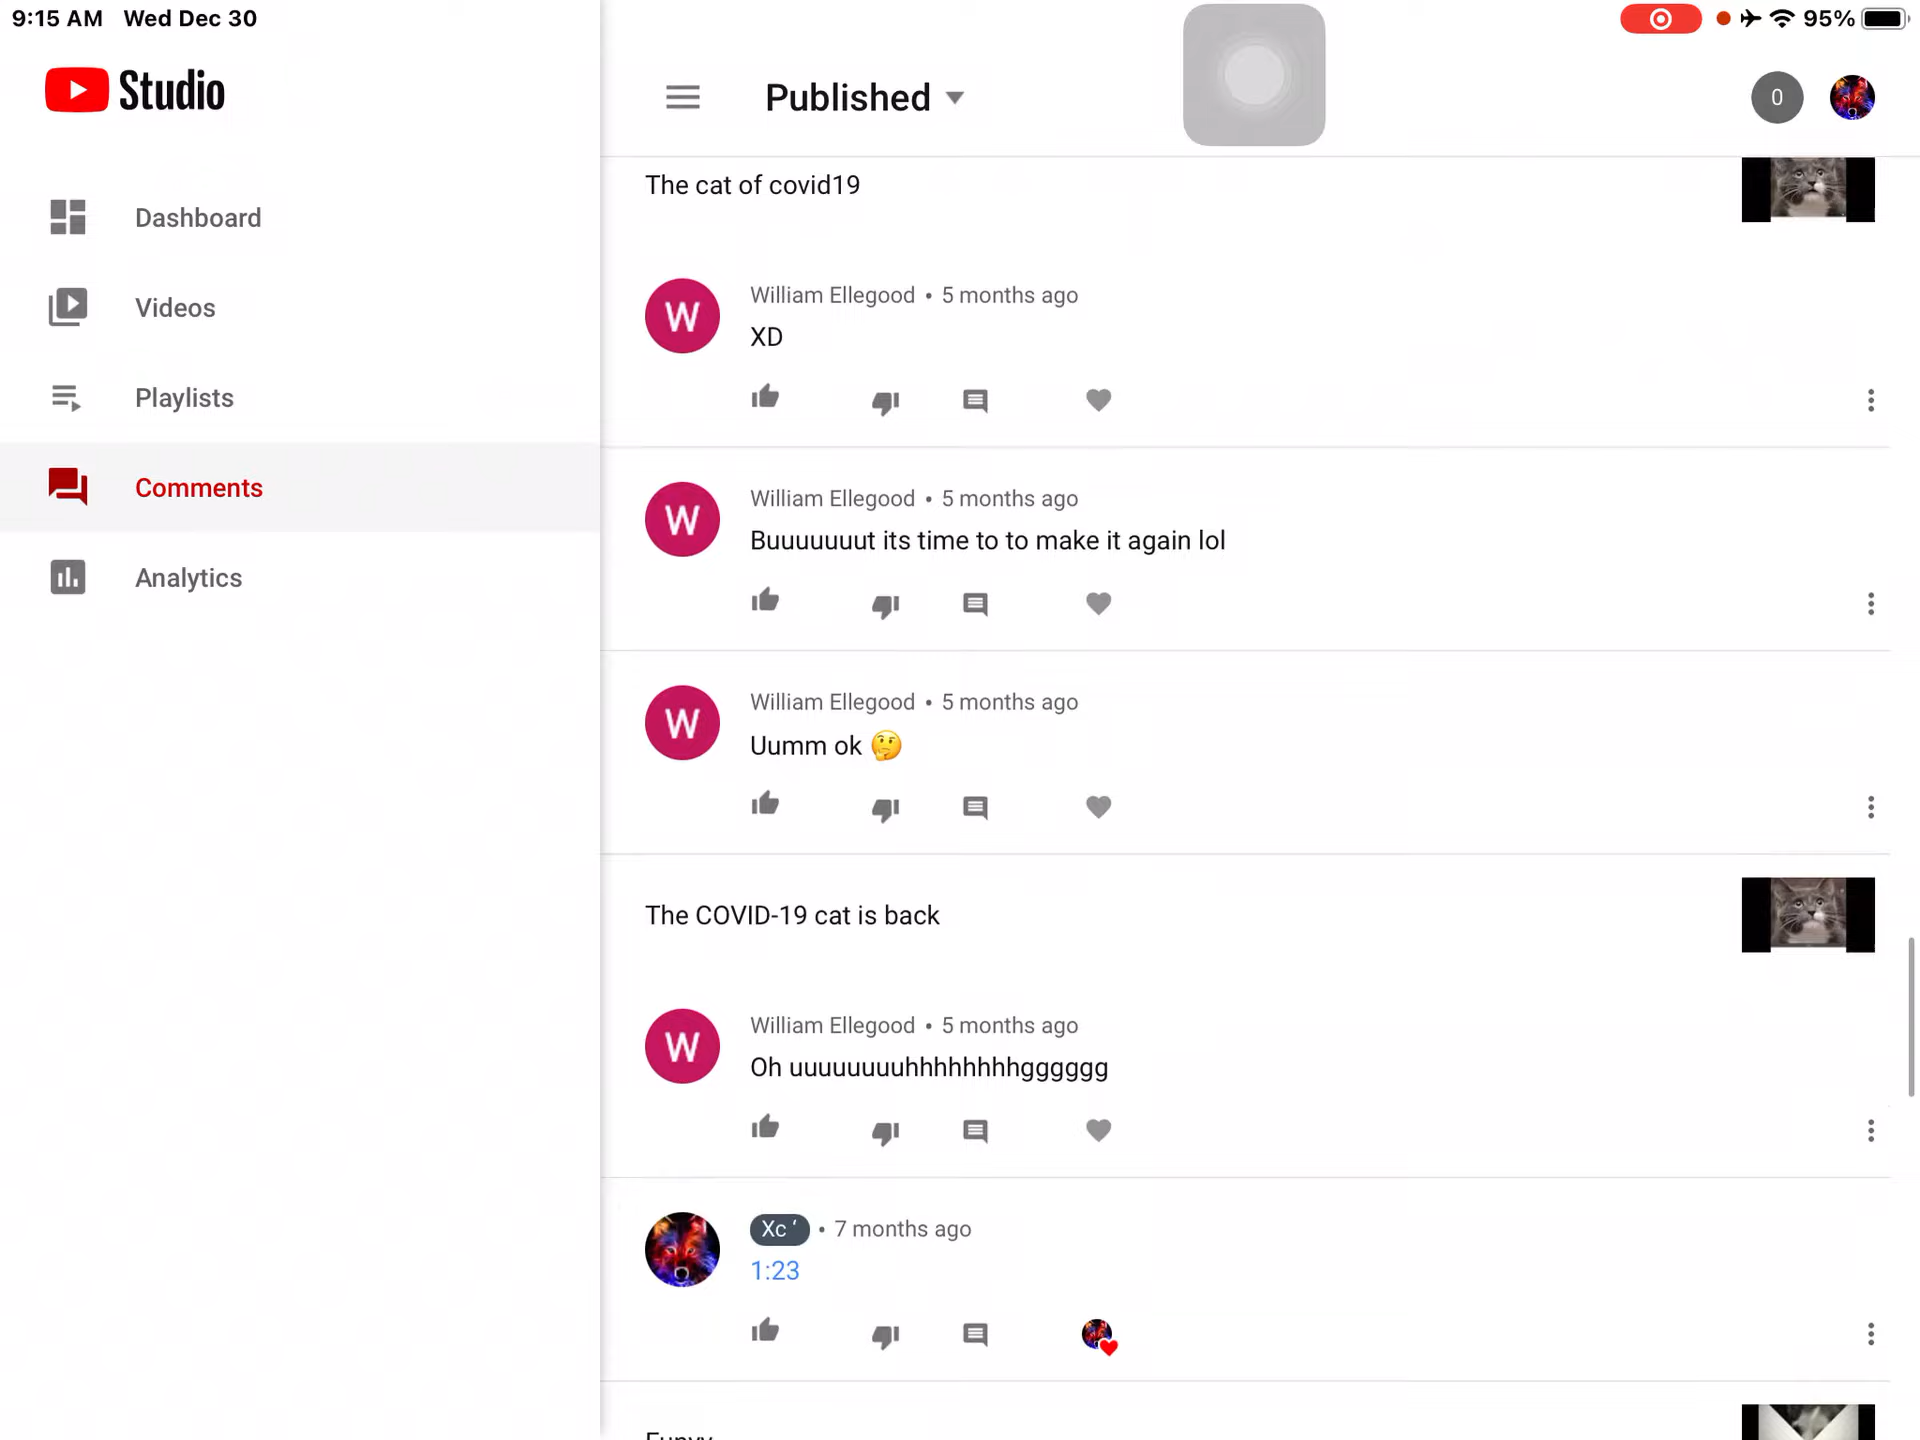 9:15 AM Wed Dec 30
95%
Studio
Published
0
Dashboard
Videos
Playlists
Comments
Analytics
The cat of covid19
W
William Ellegood • 5 months ago
XD
W
William Ellegood • 5 months ago
Buuuuuuut its time to to make it again lol
W
William Ellegood • 5 months ago
Uumm ok 🤔
The COVID-19 cat is back
W
William Ellegood • 5 months ago
Oh uuuuuuuuhhhhhhhhgggggg
Xc ‘ • 7 months ago
1:23